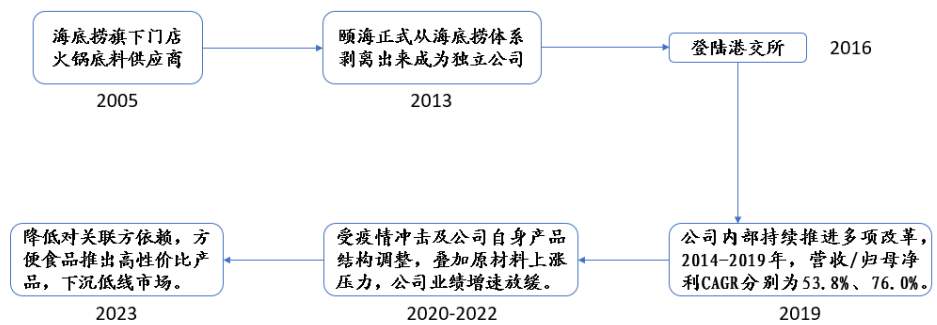 海底捞旗下门店
火锅底料供应商
2005
颐海正式从海底捞体系
剥离出来成为独立公司
2013
登陆港交所
2016
公司内部持续推进多项改革，
2014-2019年，营收/归母净
利CAGR分别为53.8%、76.0%。
2019
受疫情冲击及公司自身产品
结构调整，叠加原材料上涨
压力，公司业绩增速放缓。
2020-2022
降低对关联方依赖，方
便食品推出高性价比产
品，下沉低线市场。
2023